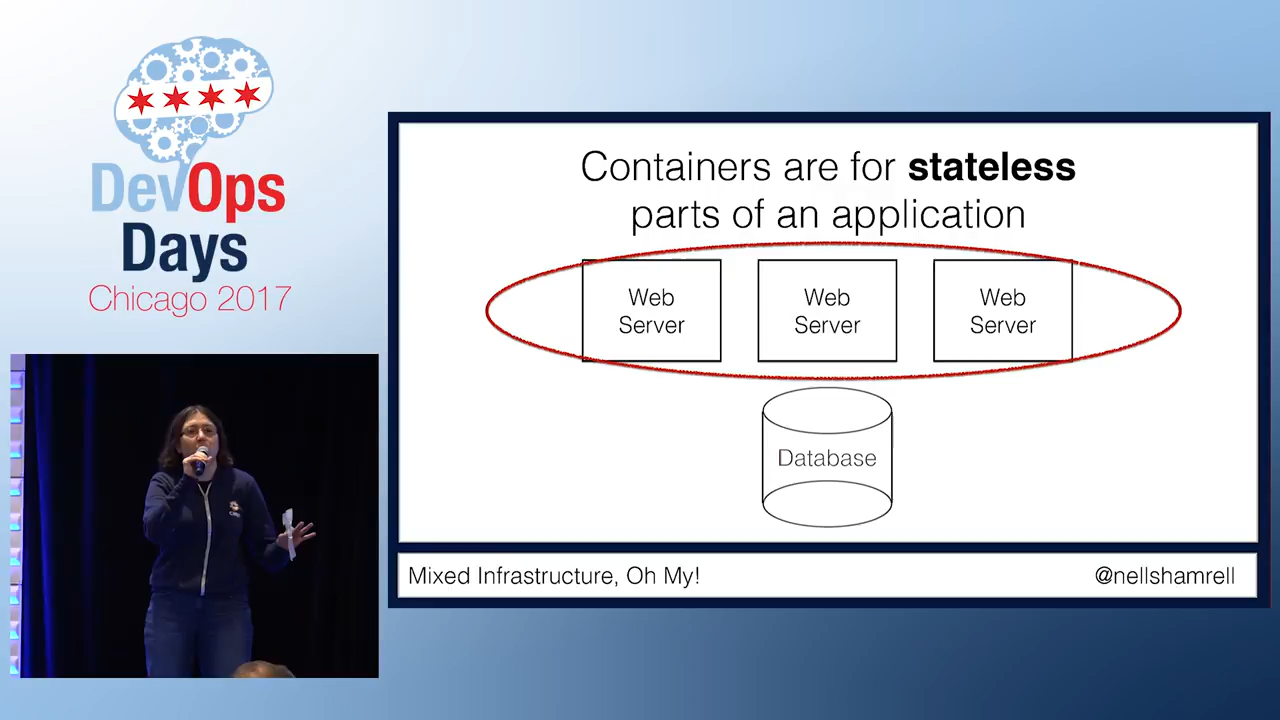 DevOps
Days
Chicago 2017
Containers are for stateless
parts of an application
Web
Server
Web
Server
Web
Server
Database
Mixed Infrastructure, Oh My!
@nellshamrell